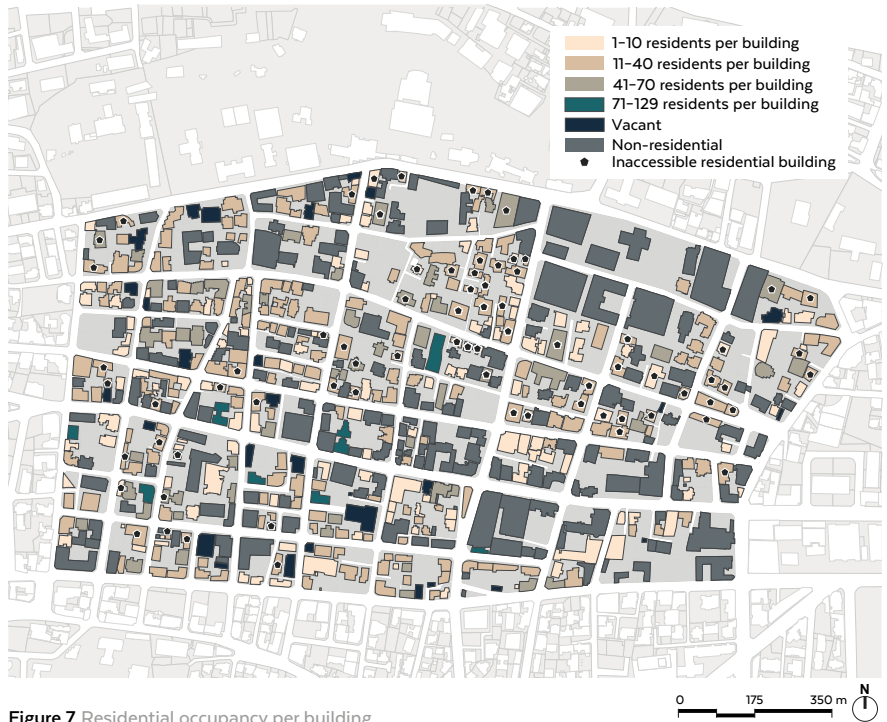 1–10 residents per building
11–40 residents per building
41–70 residents per building
71–129 residents per building
Vacant
Non-residential
Inaccessible residential building
N
0 175 350 m
Figure 7 Residential occupancy per building